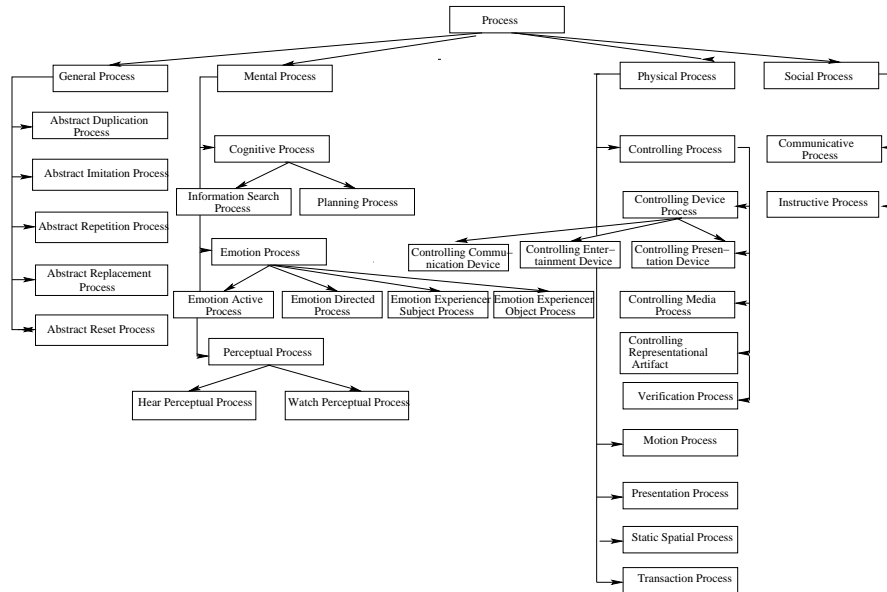 Process
General Process
Mental Process
Physical Process
Social Process
Abstract Duplication
Process
Abstract Imitation Process
Abstract Repetition Process
Abstract Replacement
Process
Abstract Reset Process
Cognitive Process
Information Search
Process
Planning Process
Emotion Process
Emotion Active
Process
Emotion Directed
Process
Emotion Experiencer
Subject Process
Emotion Experiencer
Object Process
Perceptual Process
Hear Perceptual Process
Watch Perceptual Process
Controlling Process
Controlling Device
Process
Controlling Commu–
nication Device
Controlling Enter–
tainment Device
Controlling Presen–
tation Device
Controlling Media
Process
Controlling
Representational
Artifact
Verification Process
Motion Process
Presentation Process
Static Spatial Process
Transaction Process
Communicative
Process
Instructive Process